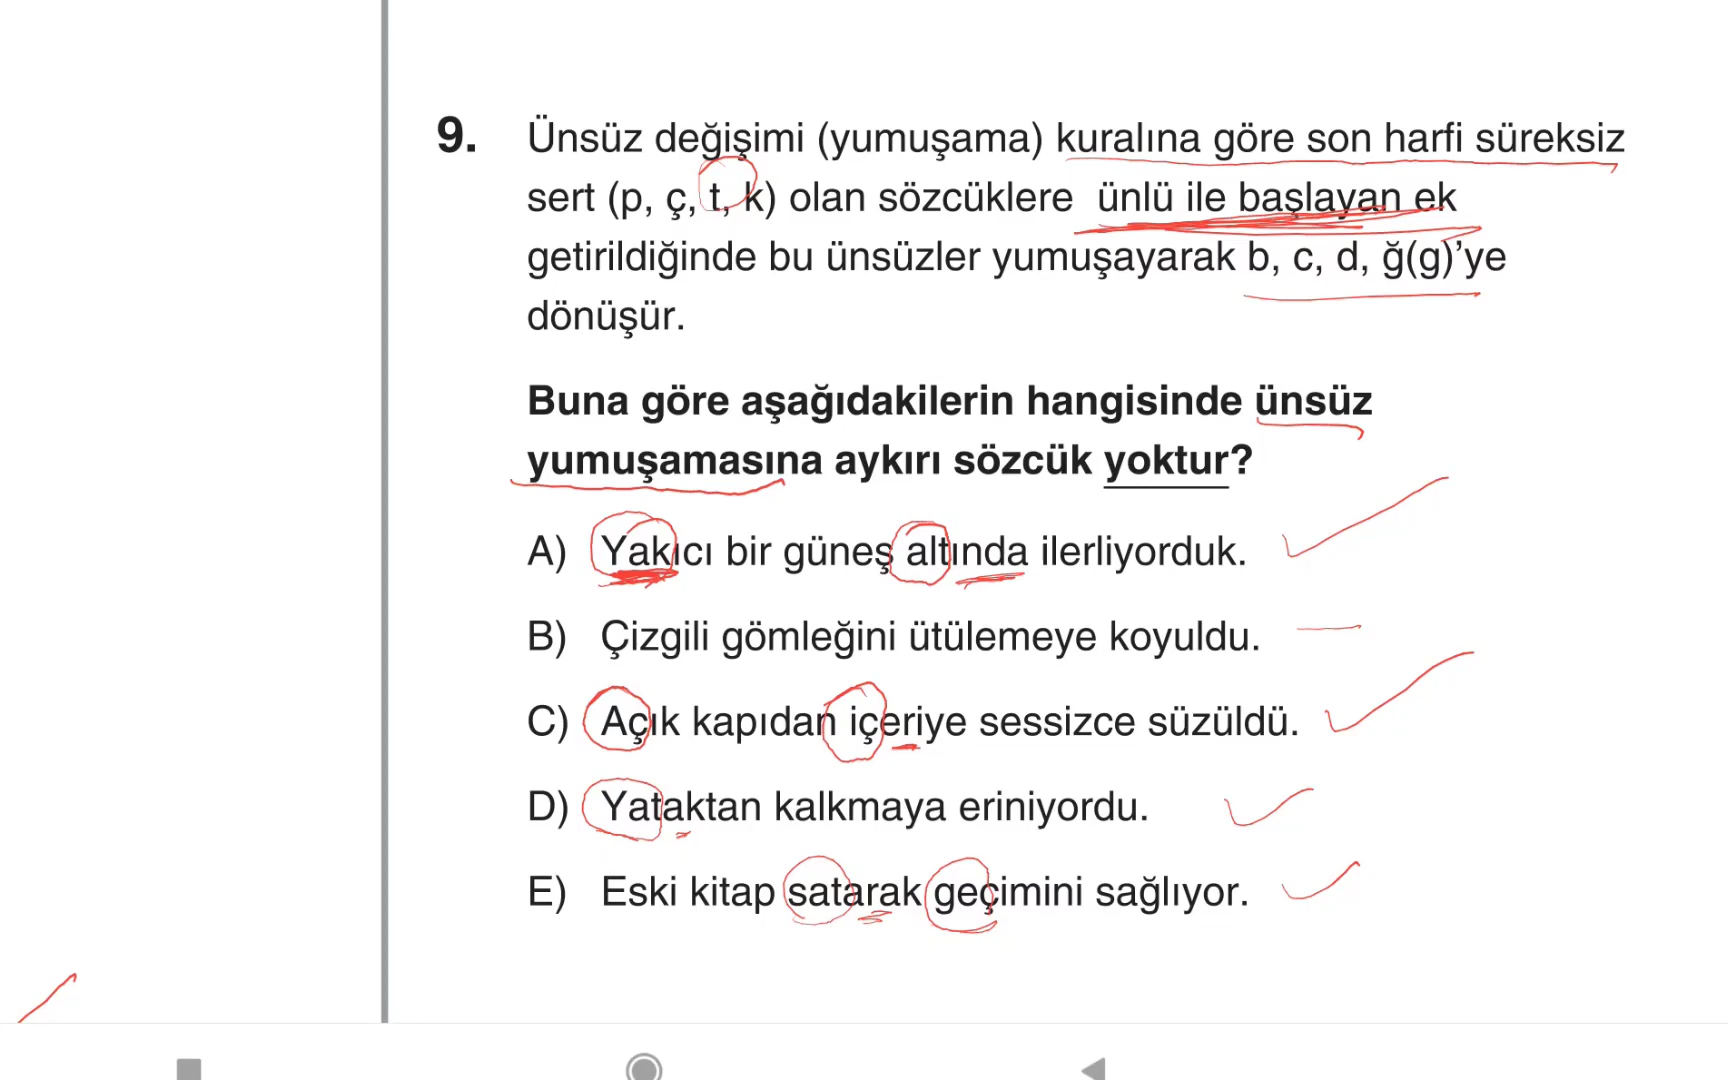 9. Ünsüz değişimi (yumuşama) kuralına göre son harfi süreksiz
sert (p, ç, t, k) olan sözcüklere ünlü ile başlayan ek
getirildiğinde bu ünsüzler yumuşayarak b, c, d, ğ(g)’ye
dönüşür.
Buna göre aşağıdakilerin hangisinde ünsüz
yumuşamasına aykırı sözcük yoktur?
A) Yakıcı bir güneş altında ilerliyorduk.
B) Çizgili gömleğini ütülemeye koyuldu.
C) Açık kapıdan içeriye sessizce süzüldü.
D) Yataktan kalkmaya eriniyordu.
E) Eski kitap satarak geçimini sağlıyor.